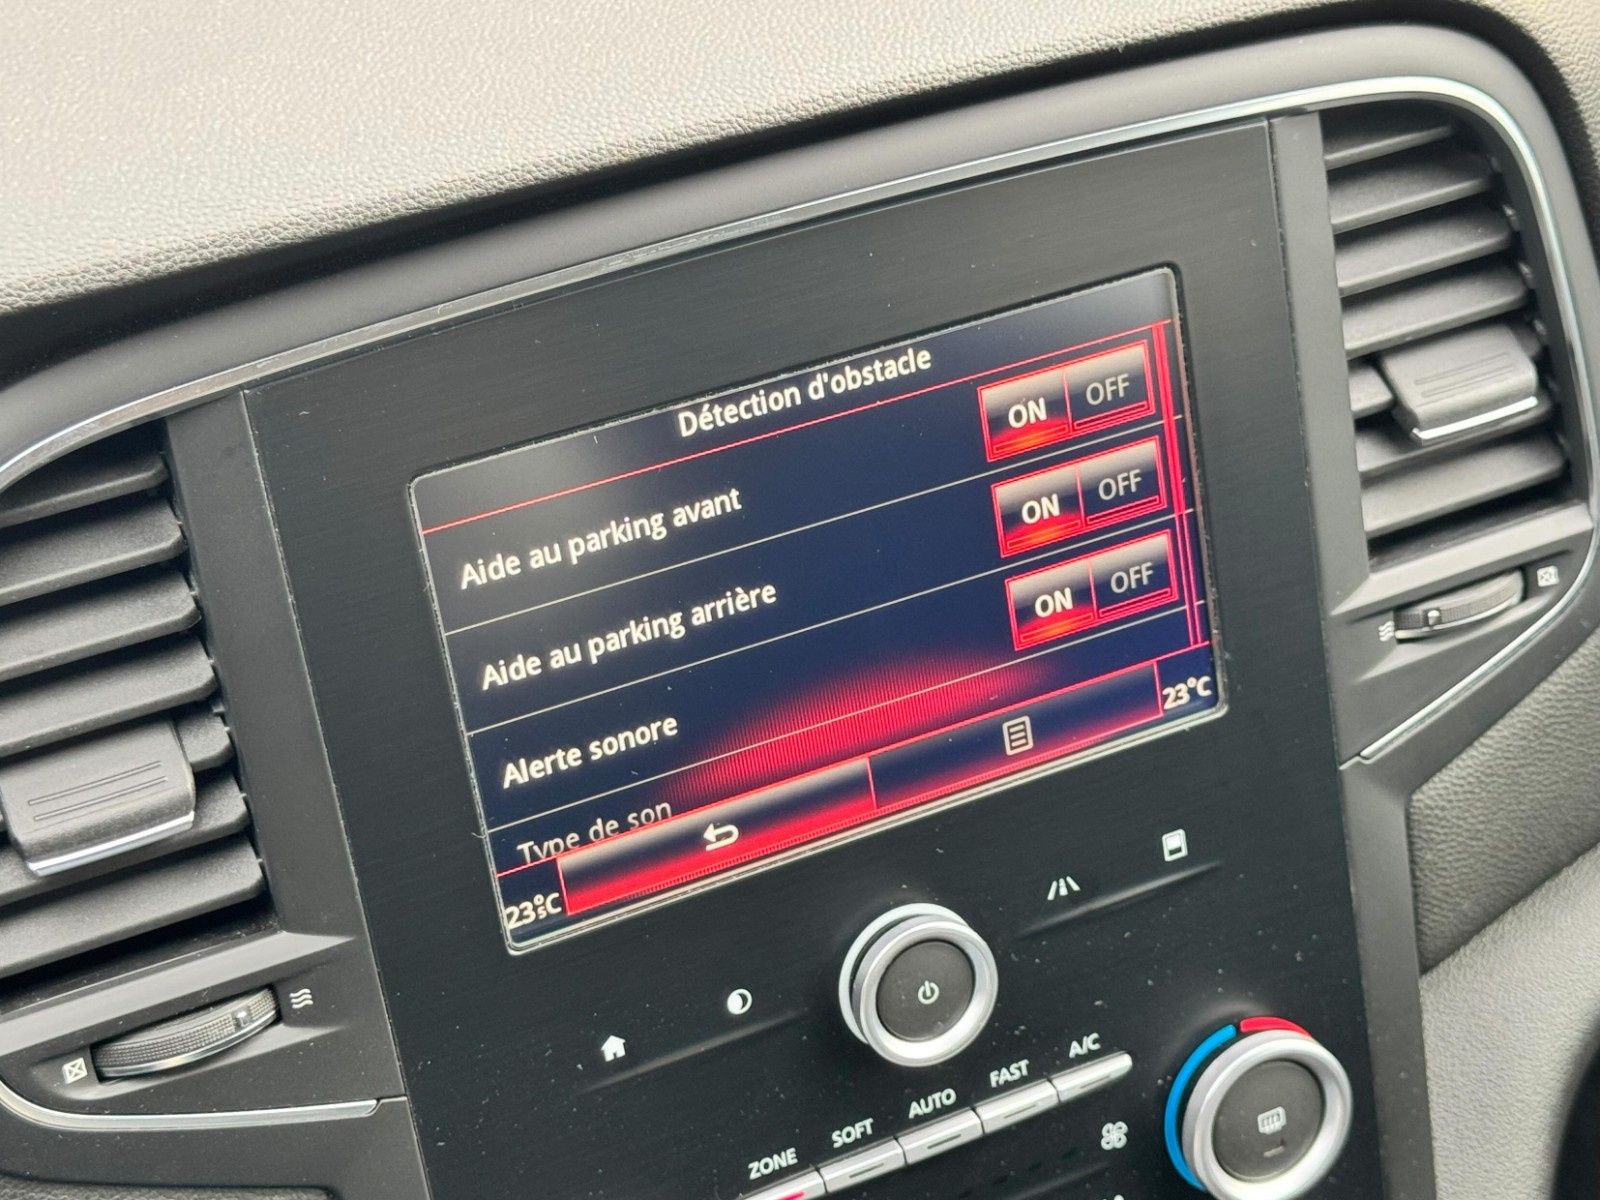 Détection d'obstacle
Aide au parking avant ON OFF
Aide au parking arrière ON OFF
Alerte sonore ON OFF
Type de son
23°C 23°C
ZONE SOFT AUTO FAST A/C